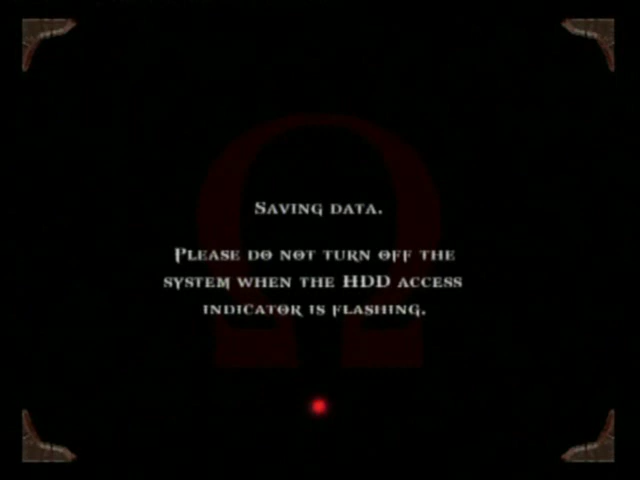 Saving data.
Please do not turn off the
system when the HDD access
indicator is flashing.